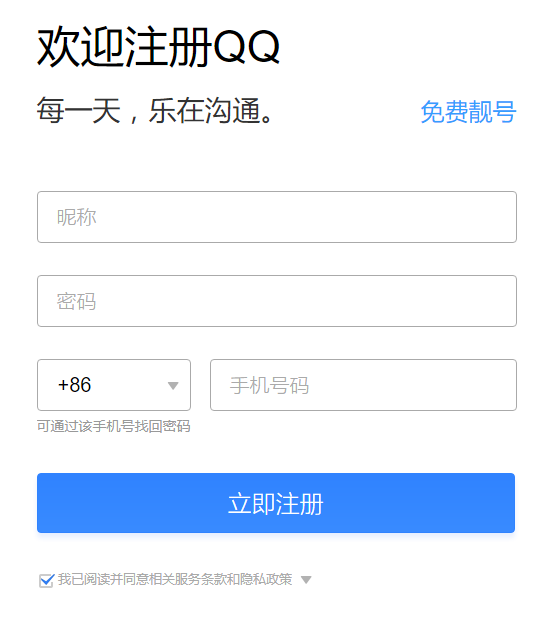 欢迎注册QQ
每一天，乐在沟通。
免费靓号
昵称
密码
+86
手机号码
可通过该手机号找回密码
立即注册
我已阅读并同意相关服务条款和隐私政策